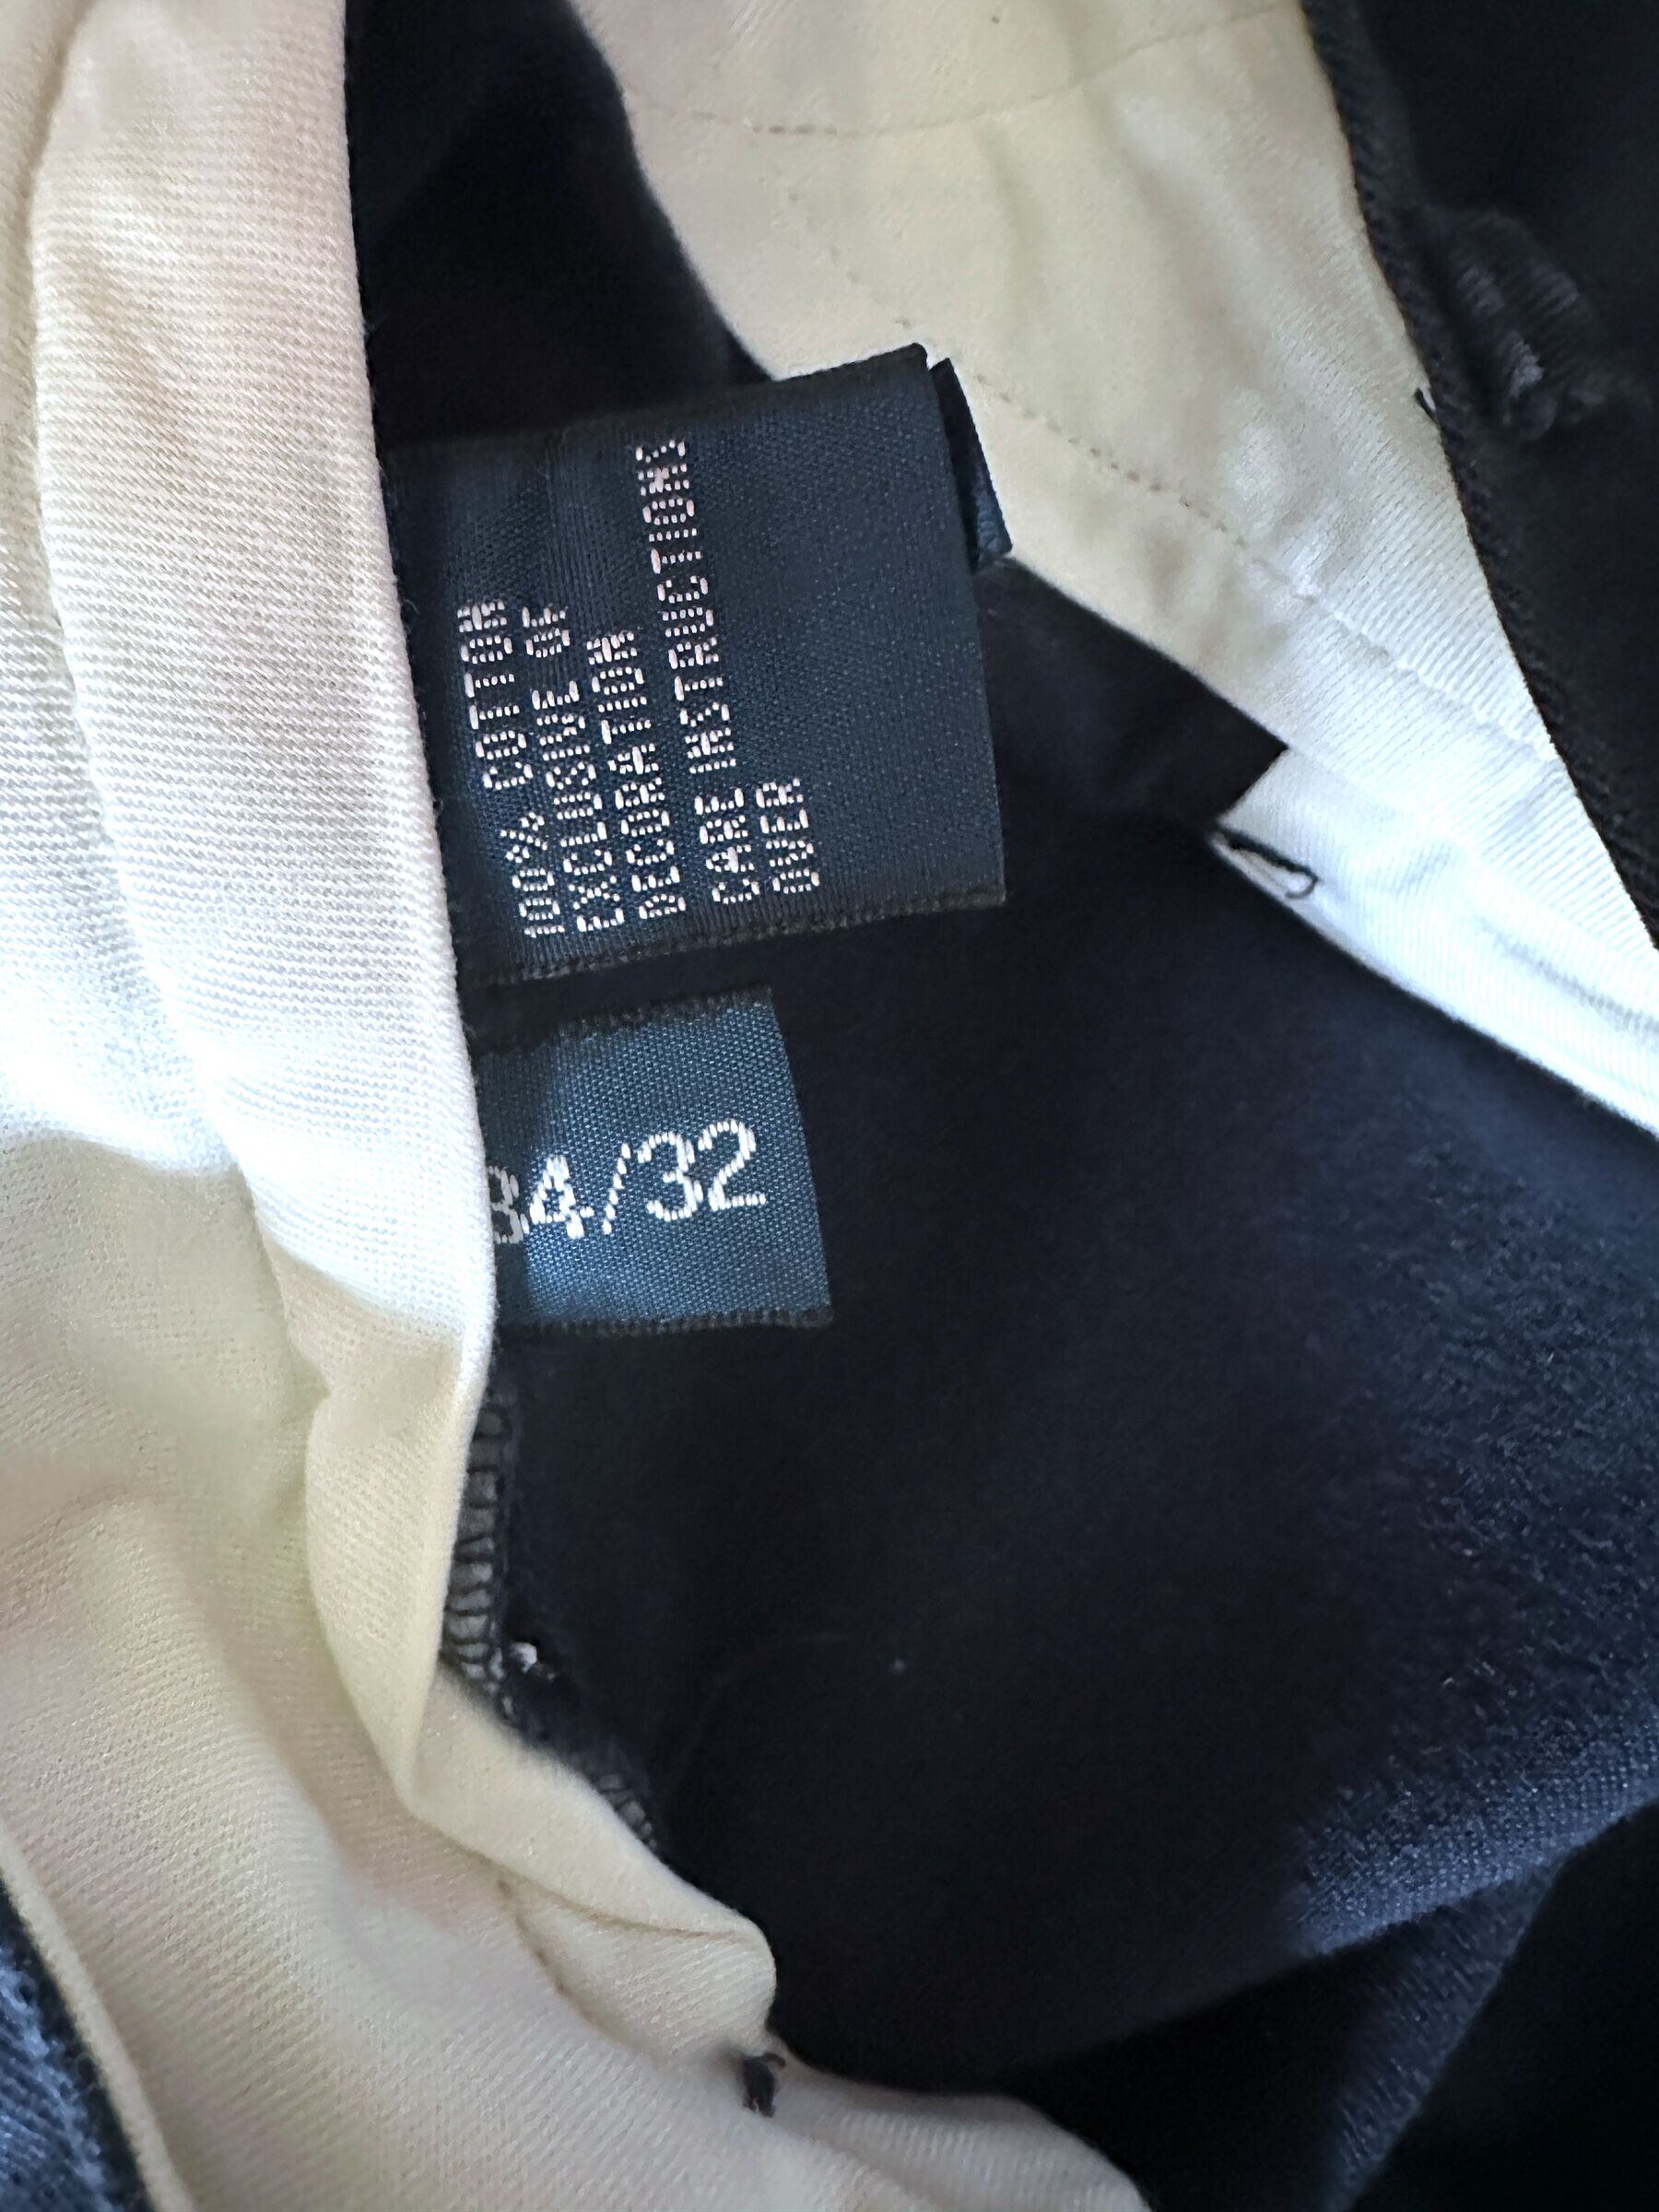 100% COTTON
EXCLUSIVE OF
DECORATION
CARE INSTRUCTIONS
OVER
34/32